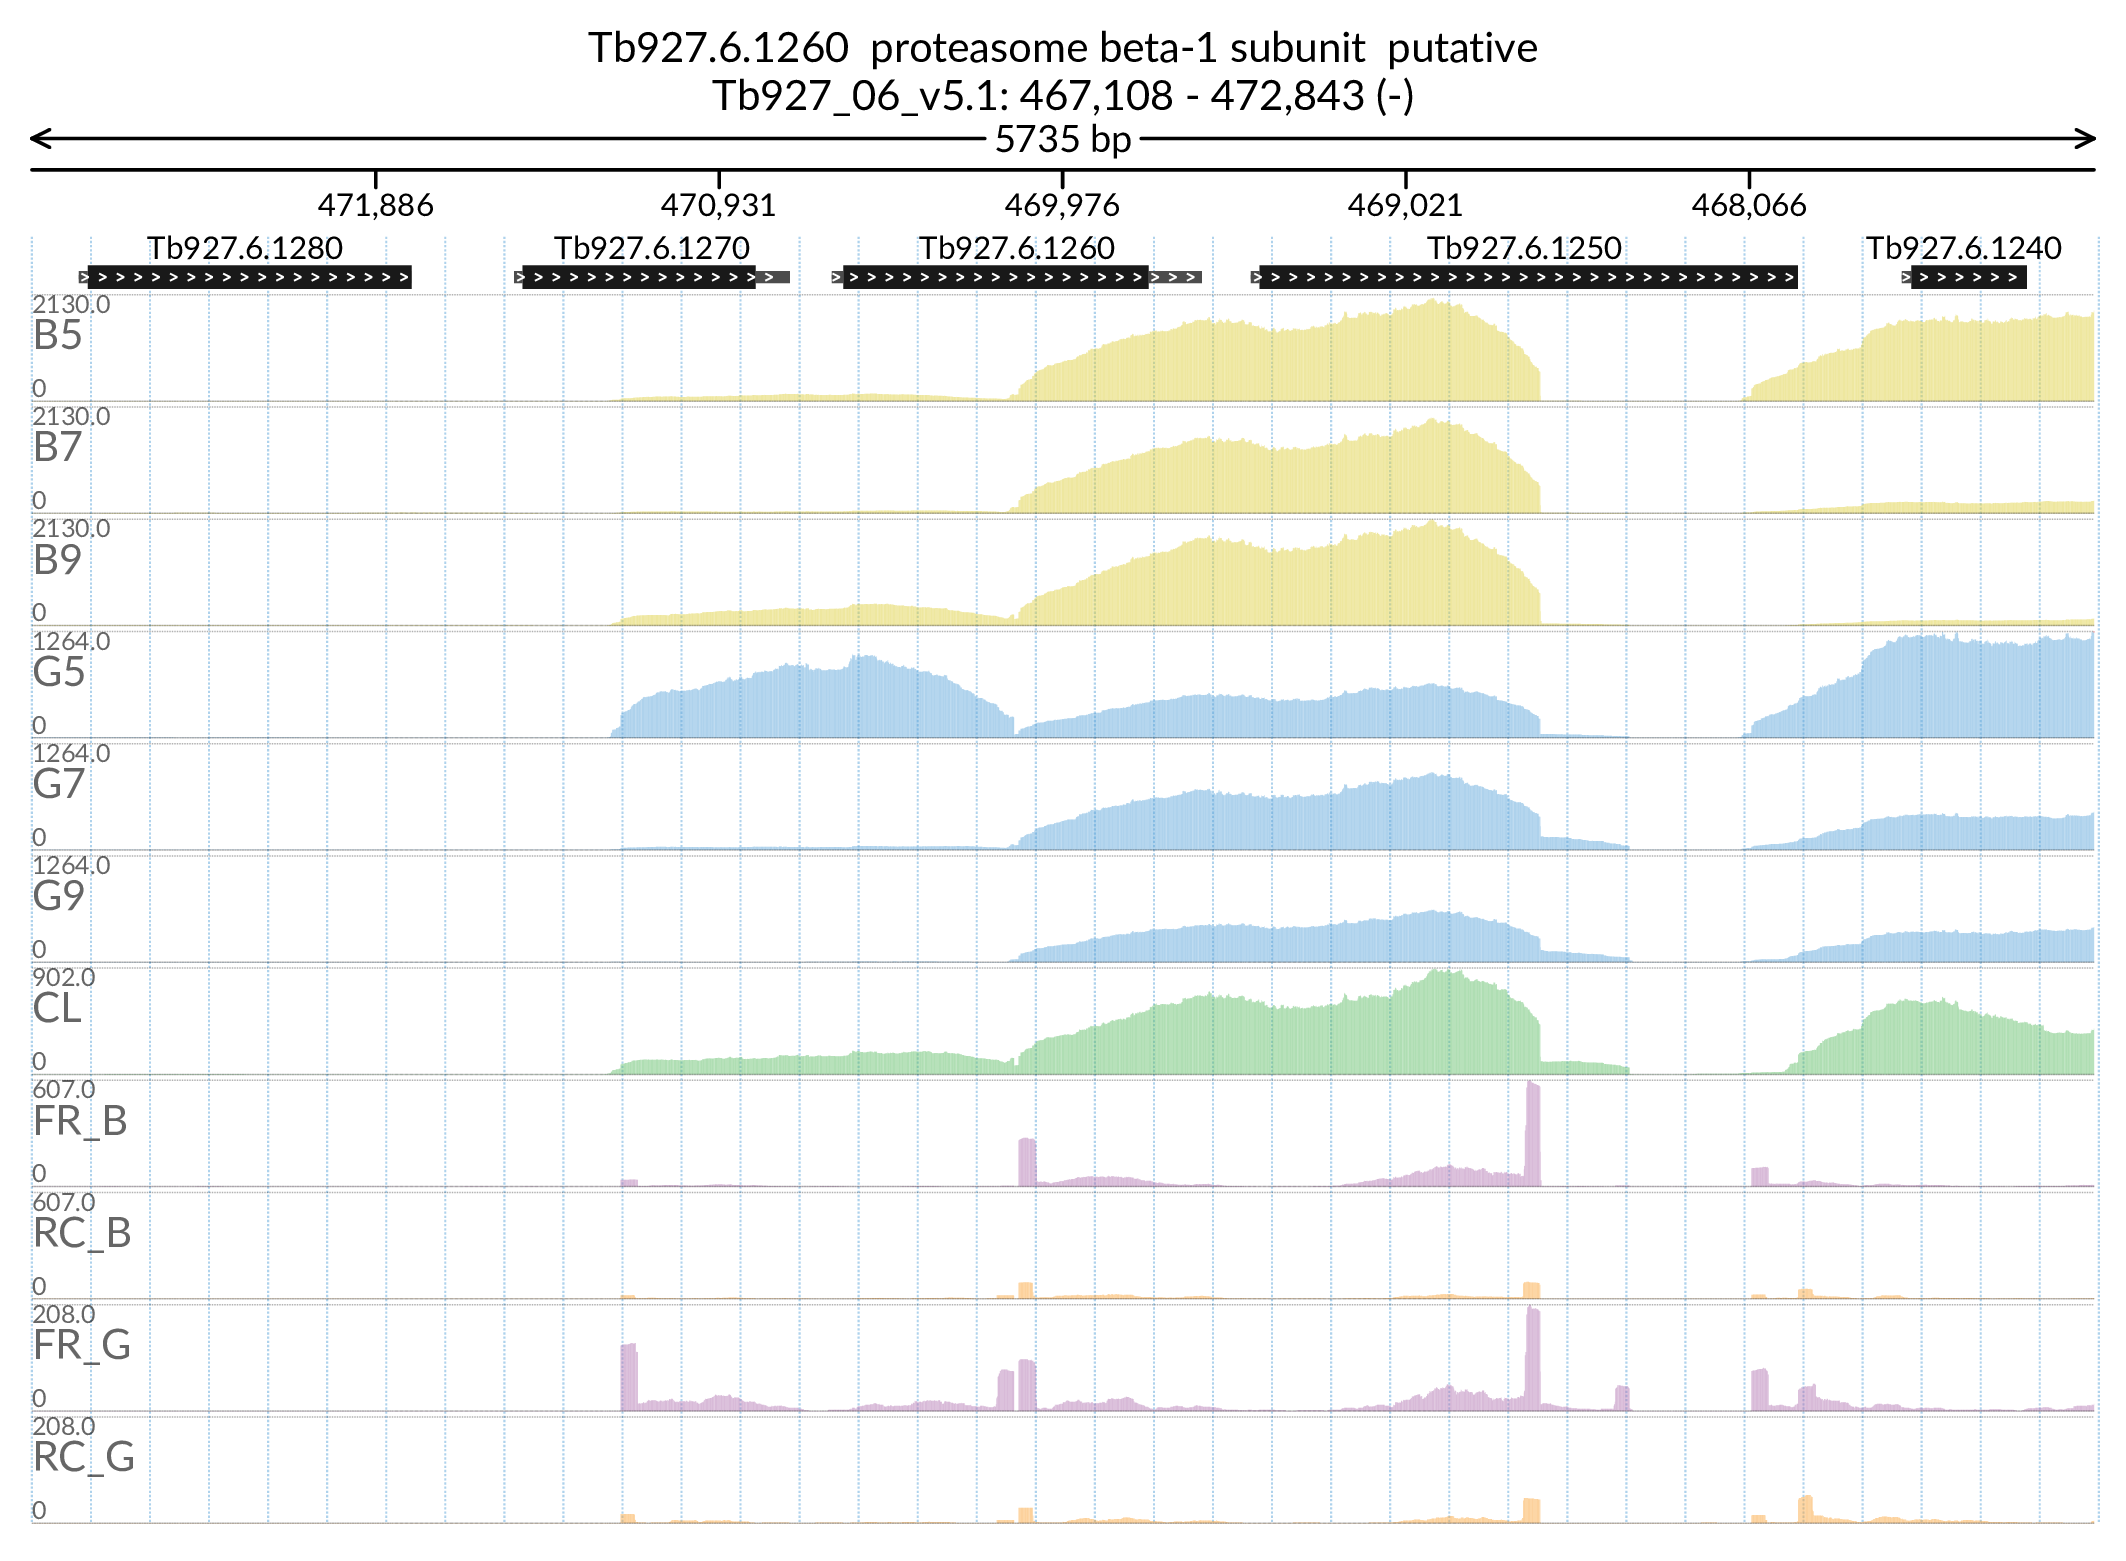 Tb927.6.1260  proteasome beta-1 subunit  putative
Tb927_06_v5.1: 467,108 - 472,843 (-)
5735 bp
471,886 470,931 469,976 469,021 468,066
Tb927.6.1280 Tb927.6.1270 Tb927.6.1260 Tb927.6.1250 Tb927.6.1240
2130.0
B5
0
2130.0
B7
0
2130.0
B9
0
1264.0
G5
0
1264.0
G7
0
1264.0
G9
0
902.0
CL
0
607.0
FR_B
0
607.0
RC_B
0
208.0
FR_G
0
208.0
RC_G
0